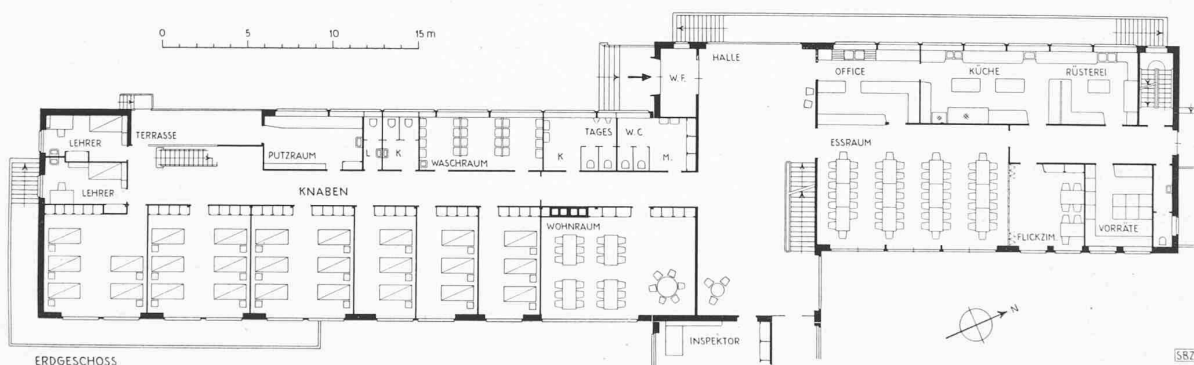 0 5 10 15 m
HALLE
W.F.
OFFICE
KÜCHE
RÜSTEREI
LEHRER
TERRASSE
PUTZRAUM
L
K
WASCHRAUM
K
TAGES W.C.
M.
ESSRAUM
LEHRER
KNABEN
WOHNRAUM
FLICKZIM.
VORRÄTE
INSPEKTOR
N
ERDGESCHOSS
SBZ